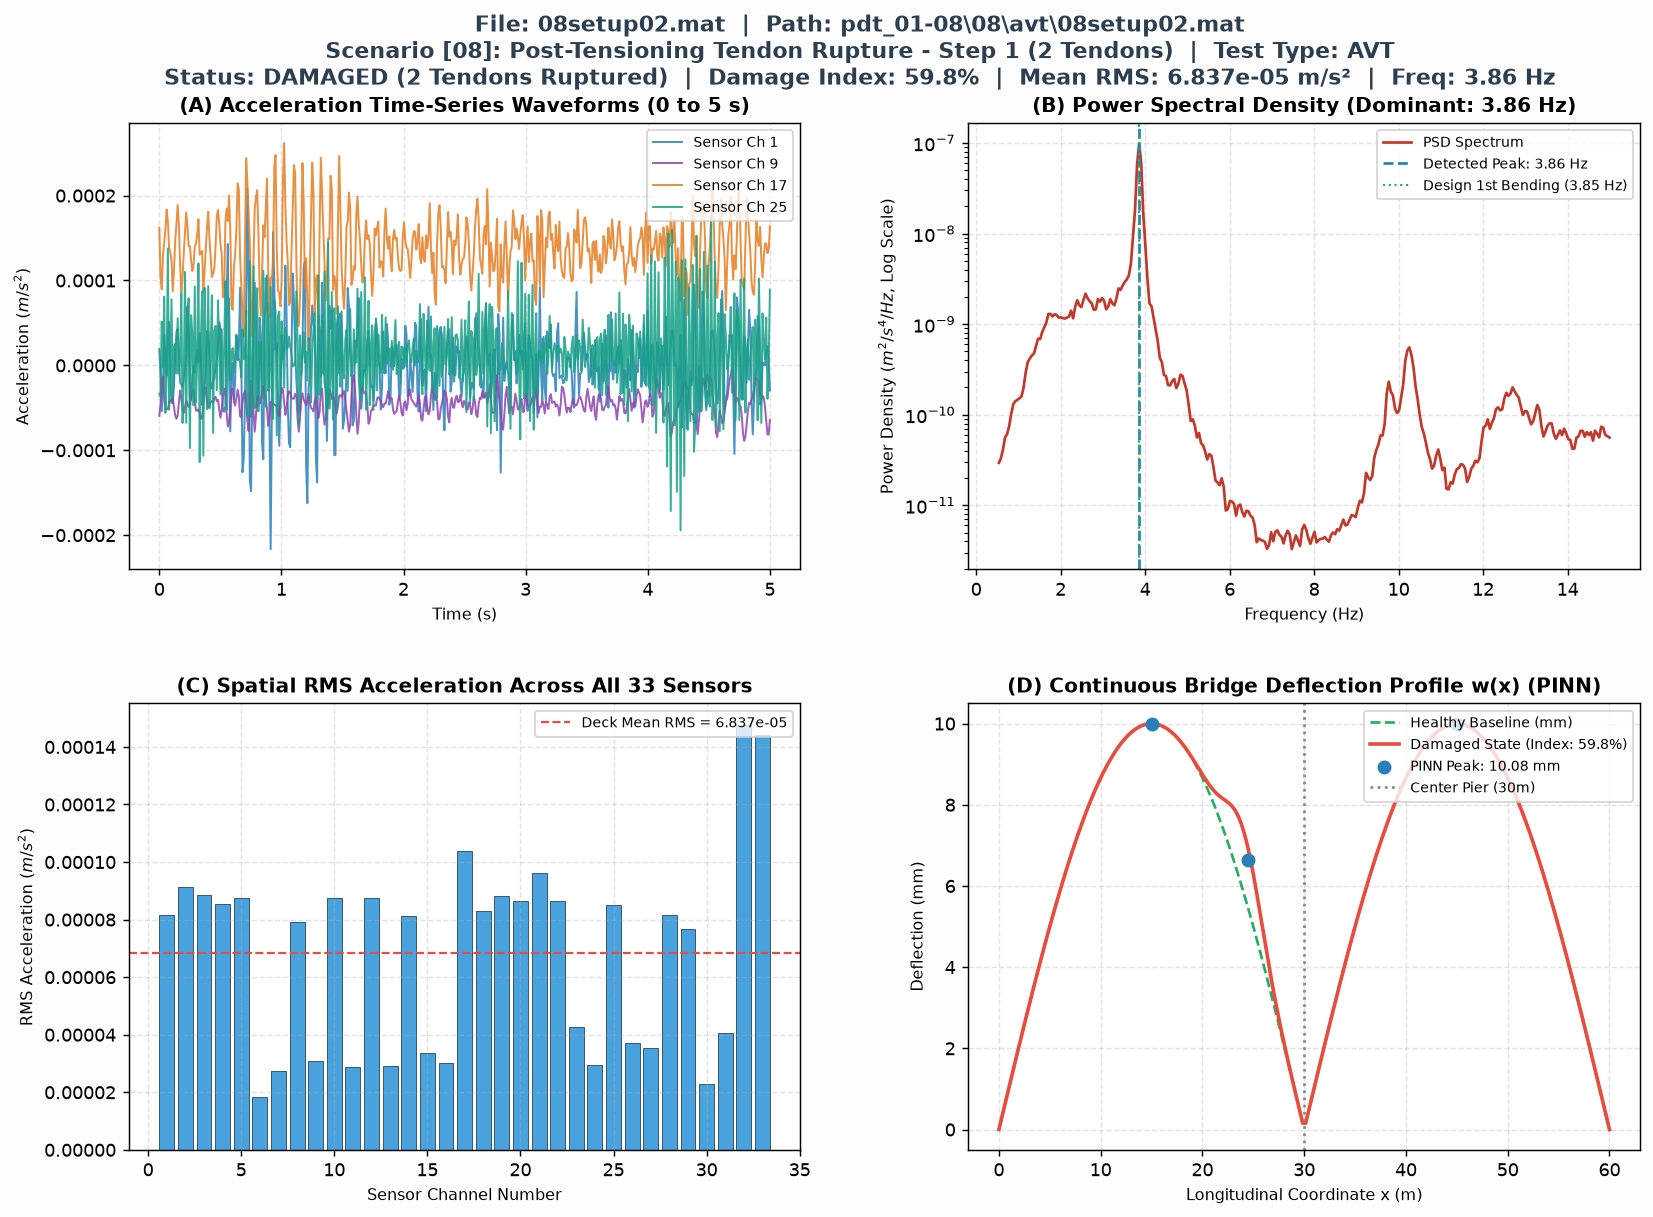 File: 08setup02.mat | Path: pdt_01-08\08\avt\08setup02.mat
Scenario [08]: Post-Tensioning Tendon Rupture - Step 1 (2 Tendons) | Test Type: AVT
Status: DAMAGED (2 Tendons Ruptured) | Damage Index: 59.8% | Mean RMS: 6.837e-05 m/s² | Freq: 3.86 Hz
(A) Acceleration Time-Series Waveforms (0 to 5 s)
Sensor Ch 1
Sensor Ch 9
Sensor Ch 17
Sensor Ch 25
0.0002
0.0001
0.0000
−0.0001
−0.0002
Acceleration (m/s²)
0 1 2 3 4 5
Time (s)
(B) Power Spectral Density (Dominant: 3.86 Hz)
PSD Spectrum
Detected Peak: 3.86 Hz
Design 1st Bending (3.85 Hz)
10⁻⁷
10⁻⁸
10⁻⁹
10⁻¹⁰
10⁻¹¹
Power Density (m²/s⁴/Hz, Log Scale)
0 2 4 6 8 10 12 14
Frequency (Hz)
(C) Spatial RMS Acceleration Across All 33 Sensors
Deck Mean RMS = 6.837e-05
0.00014
0.00012
0.00010
0.00008
0.00006
0.00004
0.00002
0.00000
RMS Acceleration (m/s²)
0 5 10 15 20 25 30 35
Sensor Channel Number
(D) Continuous Bridge Deflection Profile w(x) (PINN)
Healthy Baseline (mm)
Damaged State (Index: 59.8%)
PINN Peak: 10.08 mm
Center Pier (30m)
10
8
6
4
2
0
Deflection (mm)
0 10 20 30 40 50 60
Longitudinal Coordinate x (m)